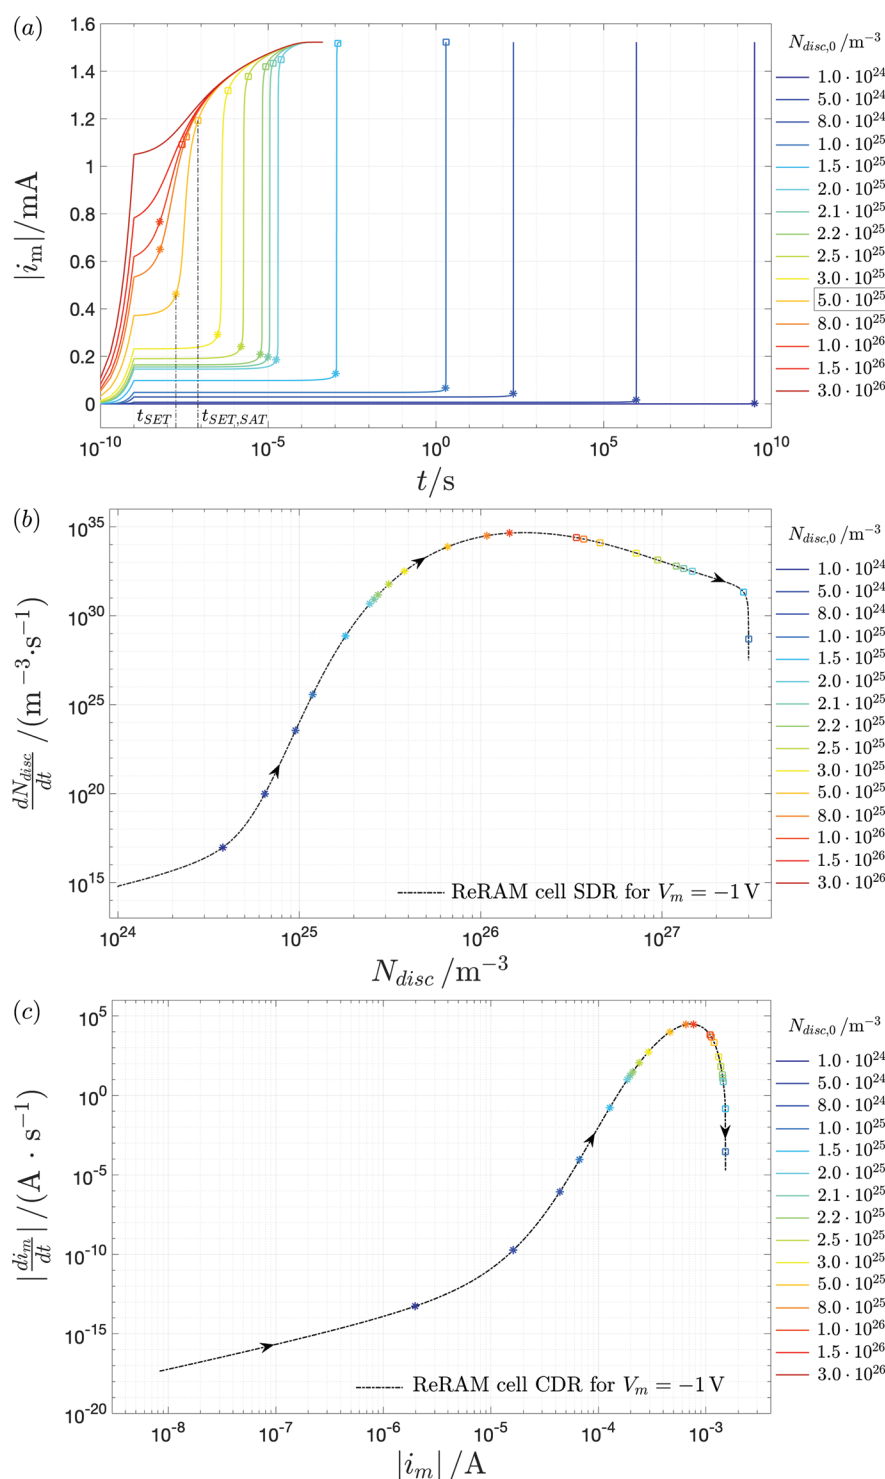 (a)
1.6
1.4
1.2
1
0.8
0.6
0.4
0.2
0
|i_m|/mA
t_SET
t_SET,SAT
10^-10
10^-5
10^0
10^5
10^10
t/s
N_disc,0 /m^-3
1.0 · 10^24
5.0 · 10^24
8.0 · 10^24
1.0 · 10^25
1.5 · 10^25
2.0 · 10^25
2.1 · 10^25
2.2 · 10^25
2.5 · 10^25
3.0 · 10^25
5.0 · 10^25
8.0 · 10^25
1.0 · 10^26
1.5 · 10^26
3.0 · 10^26
(b)
10^35
10^30
10^25
10^20
10^15
dN_disc/dt /(m^-3·s^-1)
ReRAM cell SDR for V_m = −1 V
10^24
10^25
10^26
10^27
N_disc /m^-3
N_disc,0 /m^-3
1.0 · 10^24
5.0 · 10^24
8.0 · 10^24
1.0 · 10^25
1.5 · 10^25
2.0 · 10^25
2.1 · 10^25
2.2 · 10^25
2.5 · 10^25
3.0 · 10^25
5.0 · 10^25
8.0 · 10^25
1.0 · 10^26
1.5 · 10^26
3.0 · 10^26
(c)
10^5
10^0
10^-5
10^-10
10^-15
10^-20
|di_m/dt| /(A · s^-1)
ReRAM cell CDR for V_m = −1 V
10^-8
10^-7
10^-6
10^-5
10^-4
10^-3
|i_m| /A
N_disc,0 /m^-3
1.0 · 10^24
5.0 · 10^24
8.0 · 10^24
1.0 · 10^25
1.5 · 10^25
2.0 · 10^25
2.1 · 10^25
2.2 · 10^25
2.5 · 10^25
3.0 · 10^25
5.0 · 10^25
8.0 · 10^25
1.0 · 10^26
1.5 · 10^26
3.0 · 10^26